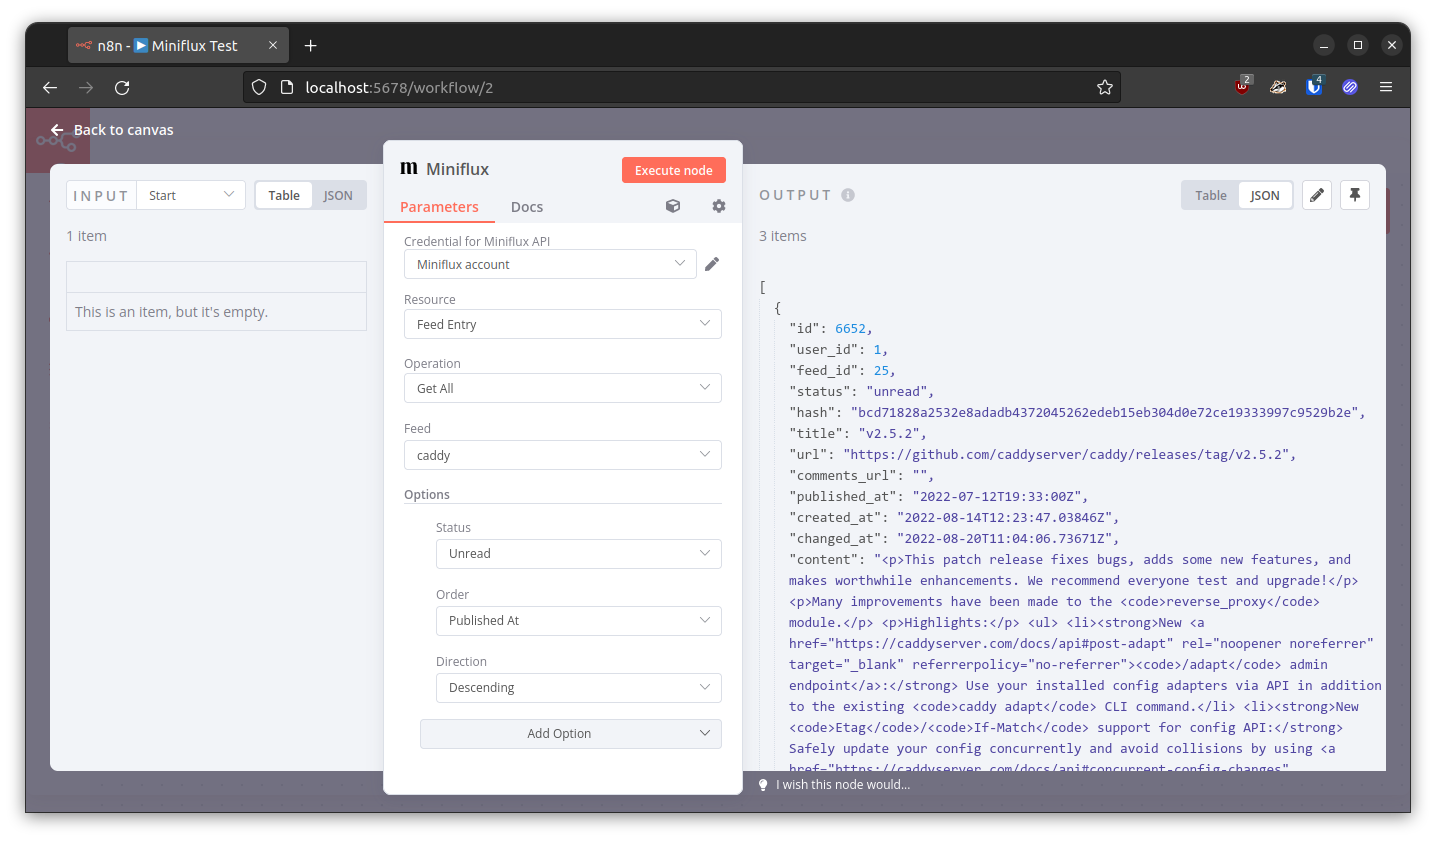 n8n - ▶ Miniflux Test
localhost:5678/workflow/2
2
4
Back to canvas
INPUT
Start
Table
JSON
1 item
This is an item, but it's empty.
m Miniflux
Execute node
Parameters
Docs
Credential for Miniflux API
Miniflux account
Resource
Feed Entry
Operation
Get All
Feed
caddy
Options
Status
Unread
Order
Published At
Direction
Descending
Add Option
OUTPUT
Table
JSON
3 items
[
{
"id": 6652,
"user_id": 1,
"feed_id": 25,
"status": "unread",
"hash": "bcd71828a2532e8adadb4372045262edeb15eb304d0e72ce19333997c9529b2e",
"title": "v2.5.2",
"url": "https://github.com/caddyserver/caddy/releases/tag/v2.5.2",
"comments_url": "",
"published_at": "2022-07-12T19:33:00Z",
"created_at": "2022-08-14T12:23:47.03846Z",
"changed_at": "2022-08-20T11:04:06.73671Z",
"content": "<p>This patch release fixes bugs, adds some new features, and
makes worthwhile enhancements. We recommend everyone test and upgrade!</p>
<p>Many improvements have been made to the <code>reverse_proxy</code>
module.</p> <p>Highlights:</p> <ul> <li><strong>New <a
href="https://caddyserver.com/docs/api#post-adapt" rel="noopener noreferrer"
target="_blank" referrerpolicy="no-referrer"><code>/adapt</code> admin
endpoint</a>:</strong> Use your installed config adapters via API in addition
to the existing <code>caddy adapt</code> CLI command.</li> <li><strong>New
<code>Etag</code>/<code>If-Match</code> support for config API:</strong>
Safely update your config concurrently and avoid collisions by using <a
href="https://caddyserver.com/docs/api#concurrent-config-changes"
I wish this node would...